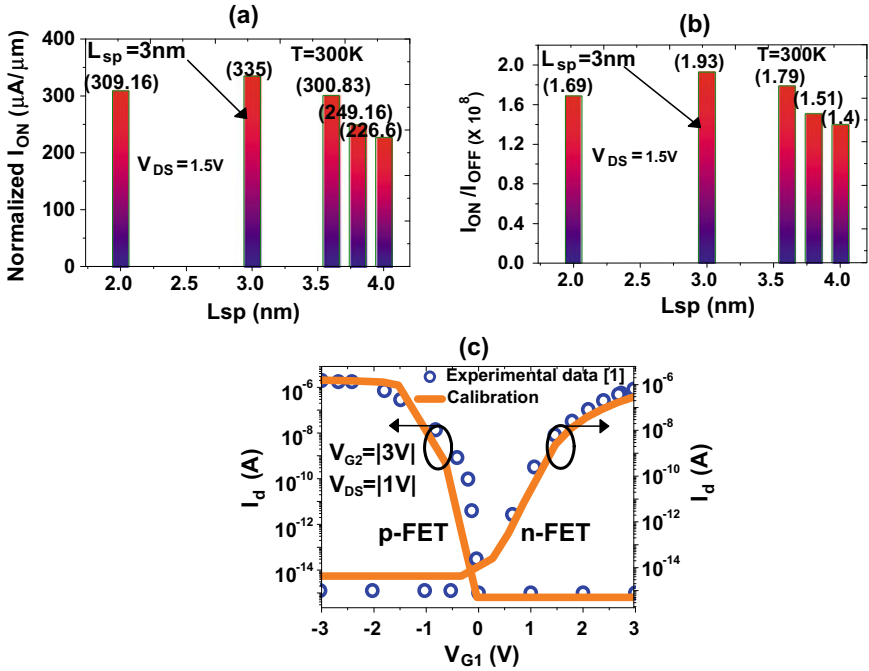 (a)
Normalized I_ON (μA/μm)
400
300
200
100
0
L_sp=3nm
T=300K
(309.16)
(335)
(300.83)
(249.16)
(226.6)
V_DS=1.5V
2.0 2.5 3.0 3.5 4.0
Lsp (nm)
(b)
I_ON/I_OFF (X 10^8)
2.0
1.6
1.2
0.8
0.4
0.0
L_sp=3nm
T=300K
(1.69)
(1.93)
(1.79)
(1.51)
(1.4)
V_DS=1.5V
2.0 2.5 3.0 3.5 4.0
Lsp (nm)
(c)
Experimental data [1]
Calibration
I_d (A)
10^-6
10^-8
10^-10
10^-12
10^-14
V_G2=|3V|
V_DS=|1V|
p-FET
n-FET
10^-6
10^-8
10^-10
10^-12
10^-14
I_d (A)
-3 -2 -1 0 1 2 3
V_G1 (V)